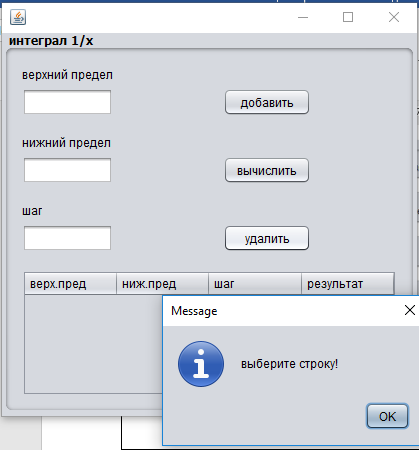 интеграл 1/x
верхний предел
добавить
нижний предел
вычислить
шаг
удалить
верх.пред ниж.пред шаг результат
Message
выберите строку!
OK